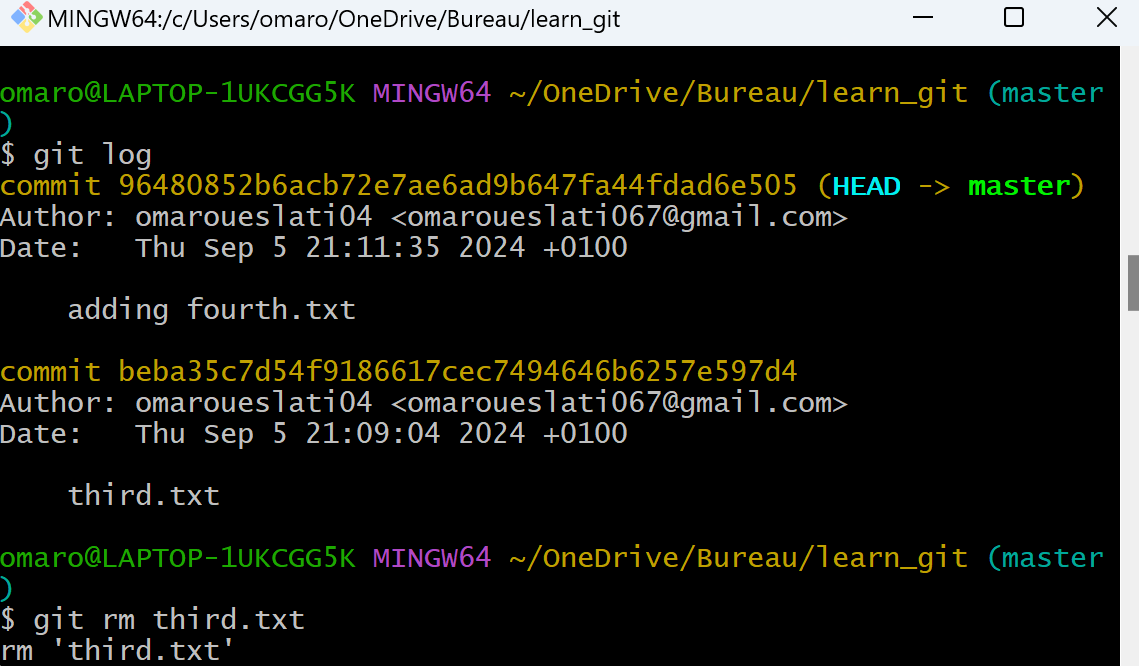 MINGW64:/c/Users/omaro/OneDrive/Bureau/learn_git
omaro@LAPTOP-1UKCGG5K MINGW64 ~/OneDrive/Bureau/learn_git (master
)
$ git log
commit 96480852b6acb72e7ae6ad9b647fa44fdad6e505 (HEAD -> master)
Author: omaroueslati04 <omaroueslati067@gmail.com>
Date:   Thu Sep 5 21:11:35 2024 +0100
    adding fourth.txt
commit beba35c7d54f9186617cec7494646b6257e597d4
Author: omaroueslati04 <omaroueslati067@gmail.com>
Date:   Thu Sep 5 21:09:04 2024 +0100
    third.txt
omaro@LAPTOP-1UKCGG5K MINGW64 ~/OneDrive/Bureau/learn_git (master
)
$ git rm third.txt
rm 'third.txt'